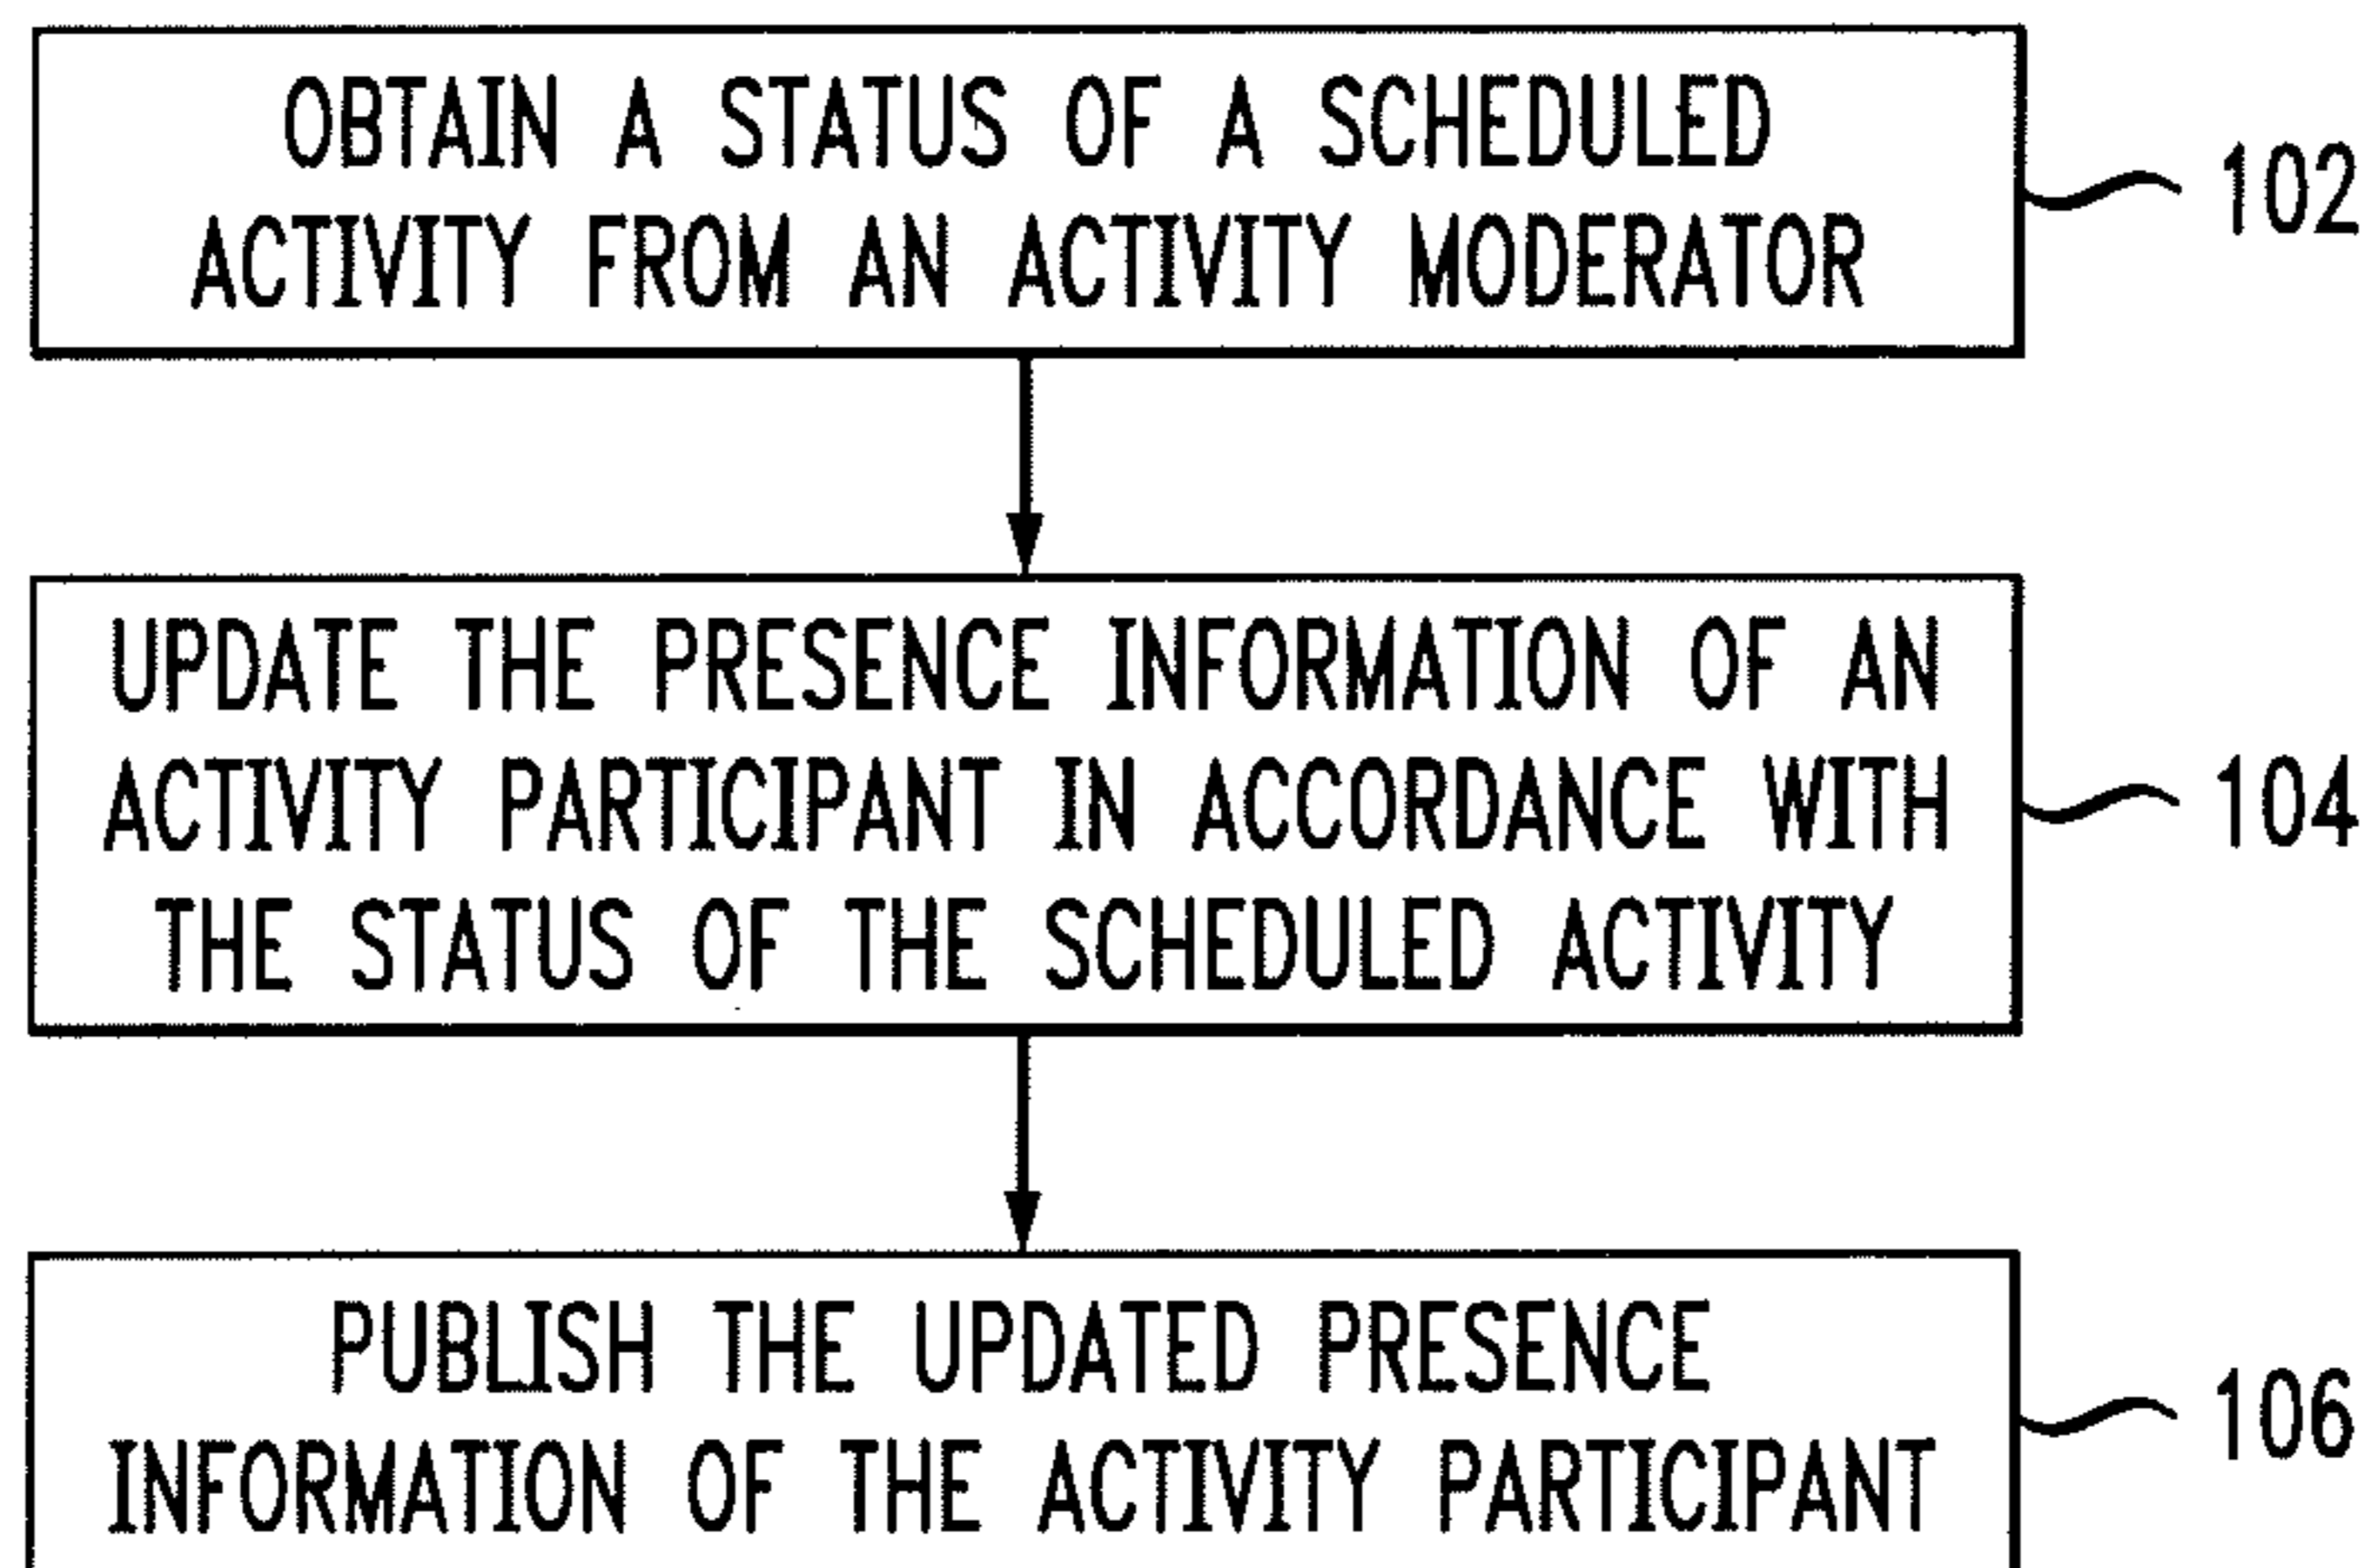 OBTAIN A STATUS OF A SCHEDULED
ACTIVITY FROM AN ACTIVITY MODERATOR
102
UPDATE THE PRESENCE INFORMATION OF AN
ACTIVITY PARTICIPANT IN ACCORDANCE WITH
THE STATUS OF THE SCHEDULED ACTIVITY
104
PUBLISH THE UPDATED PRESENCE
INFORMATION OF THE ACTIVITY PARTICIPANT
106